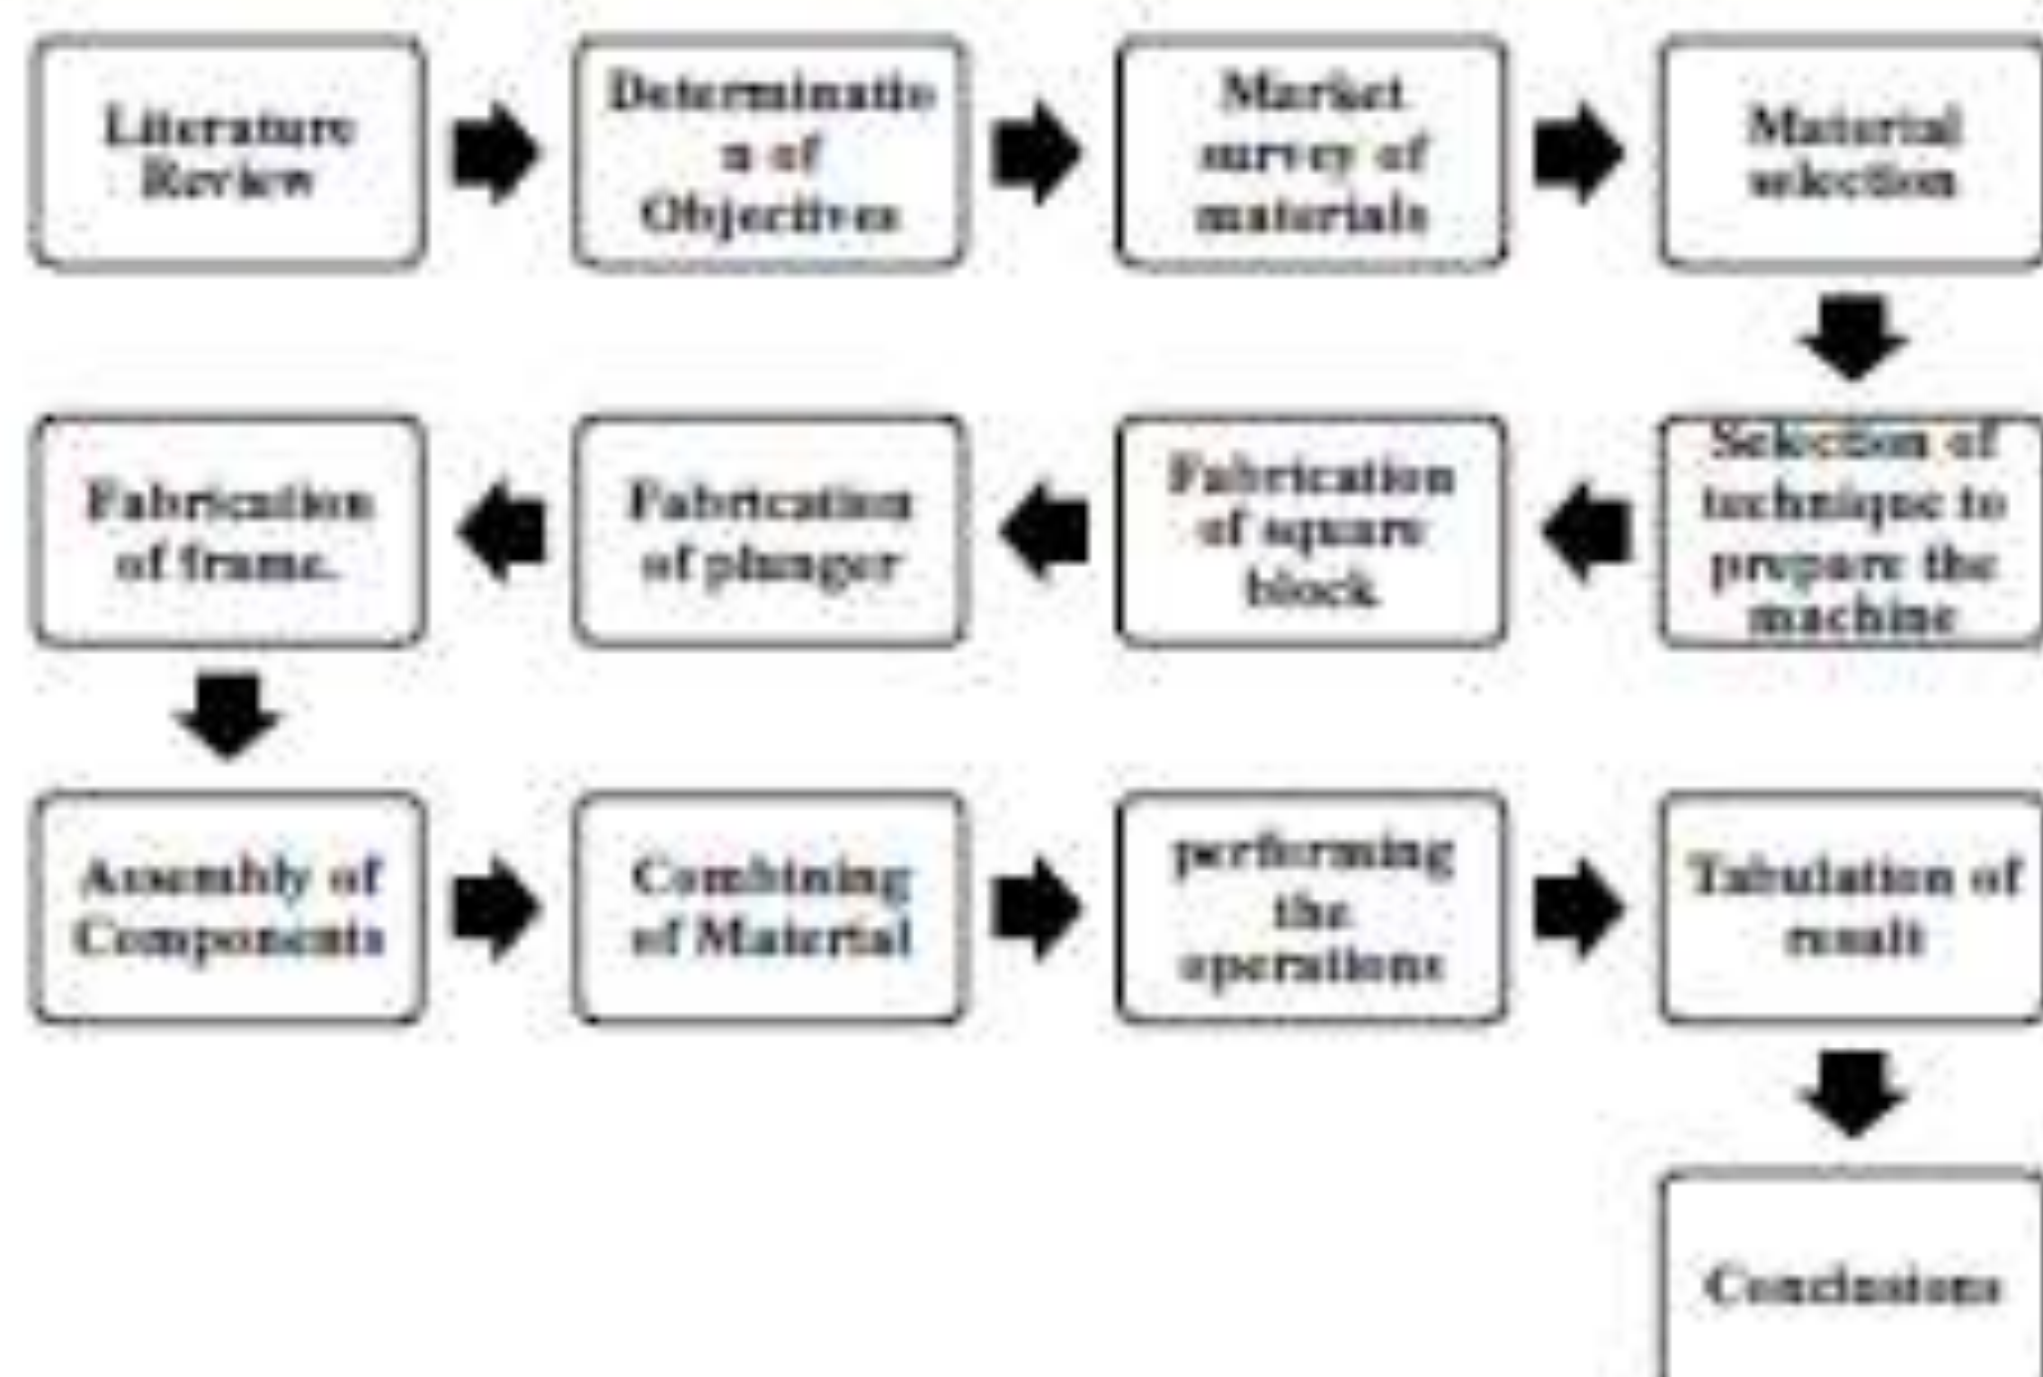 Literature
Review
Determinatio
n of
Objectives
Market
survey of
materials
Material
selection
Selection of
technique to
prepare the
machine
Fabrication
of square
block
Fabrication
of plunger
Fabrication
of frame.
Assembly of
Components
Combining
of Material
performing
the
operations
Tabulation of
result
Conclusions